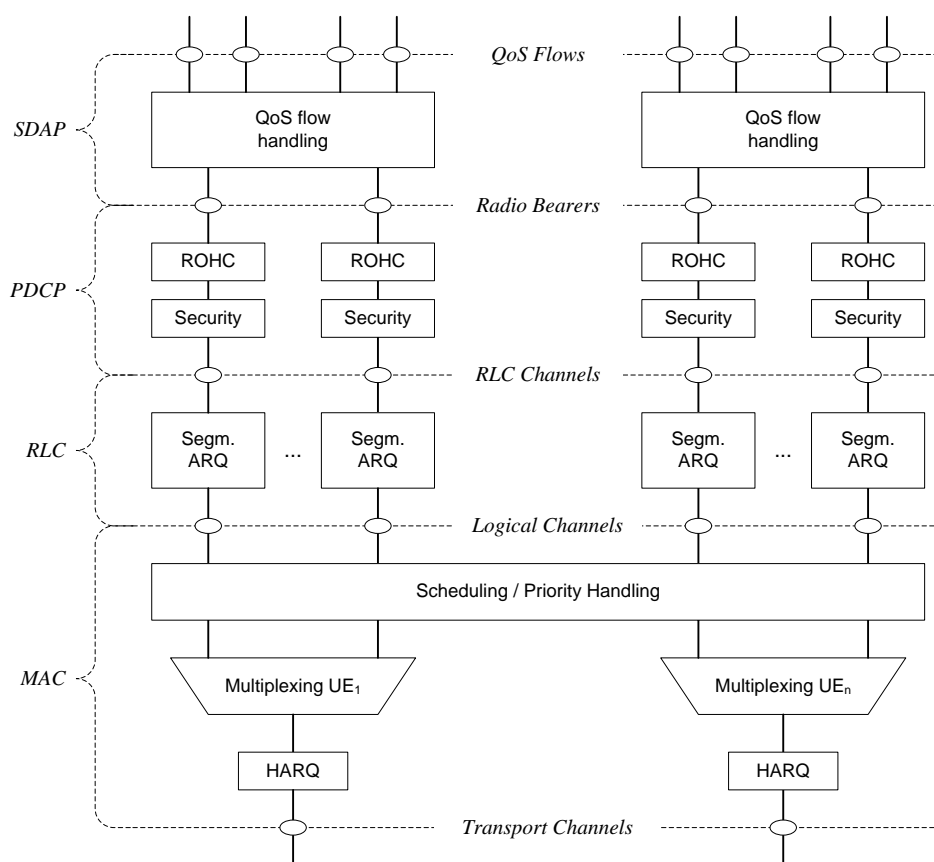 QoS Flows
SDAP
QoS flow
handling
QoS flow
handling
Radio Bearers
PDCP
ROHC
ROHC
ROHC
ROHC
Security
Security
Security
Security
RLC Channels
RLC
Segm.
ARQ
...
Segm.
ARQ
Segm.
ARQ
...
Segm.
ARQ
Logical Channels
Scheduling / Priority Handling
MAC
Multiplexing UE1
Multiplexing UEn
HARQ
HARQ
Transport Channels